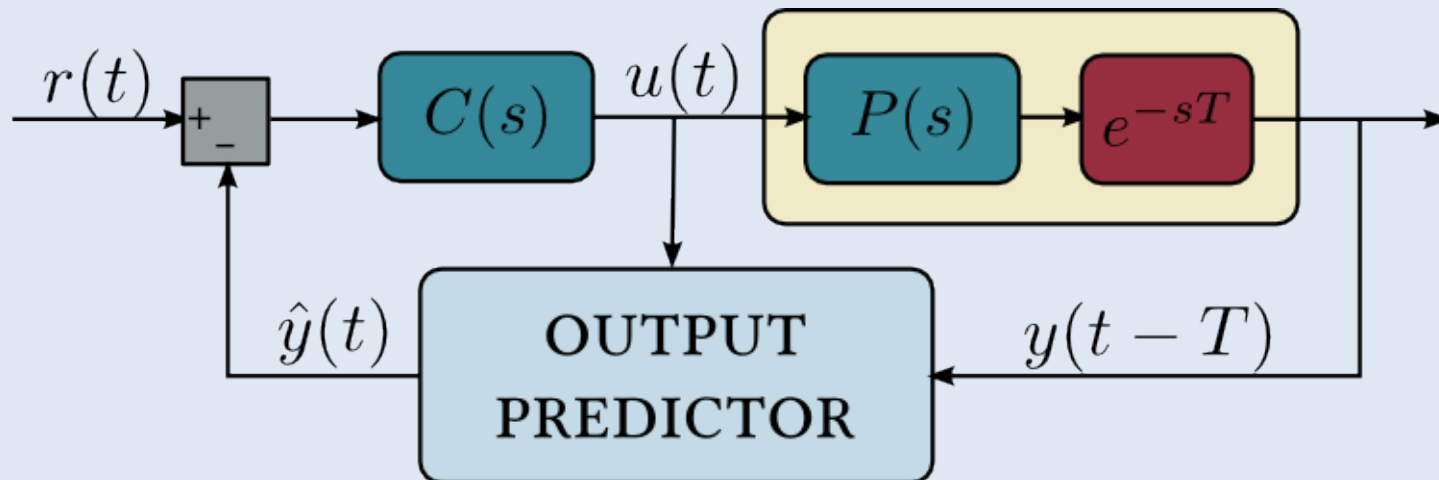 r(t)
+
−
C(s)
u(t)
P(s)
e^{-sT}
ŷ(t)
OUTPUT
PREDICTOR
y(t − T)